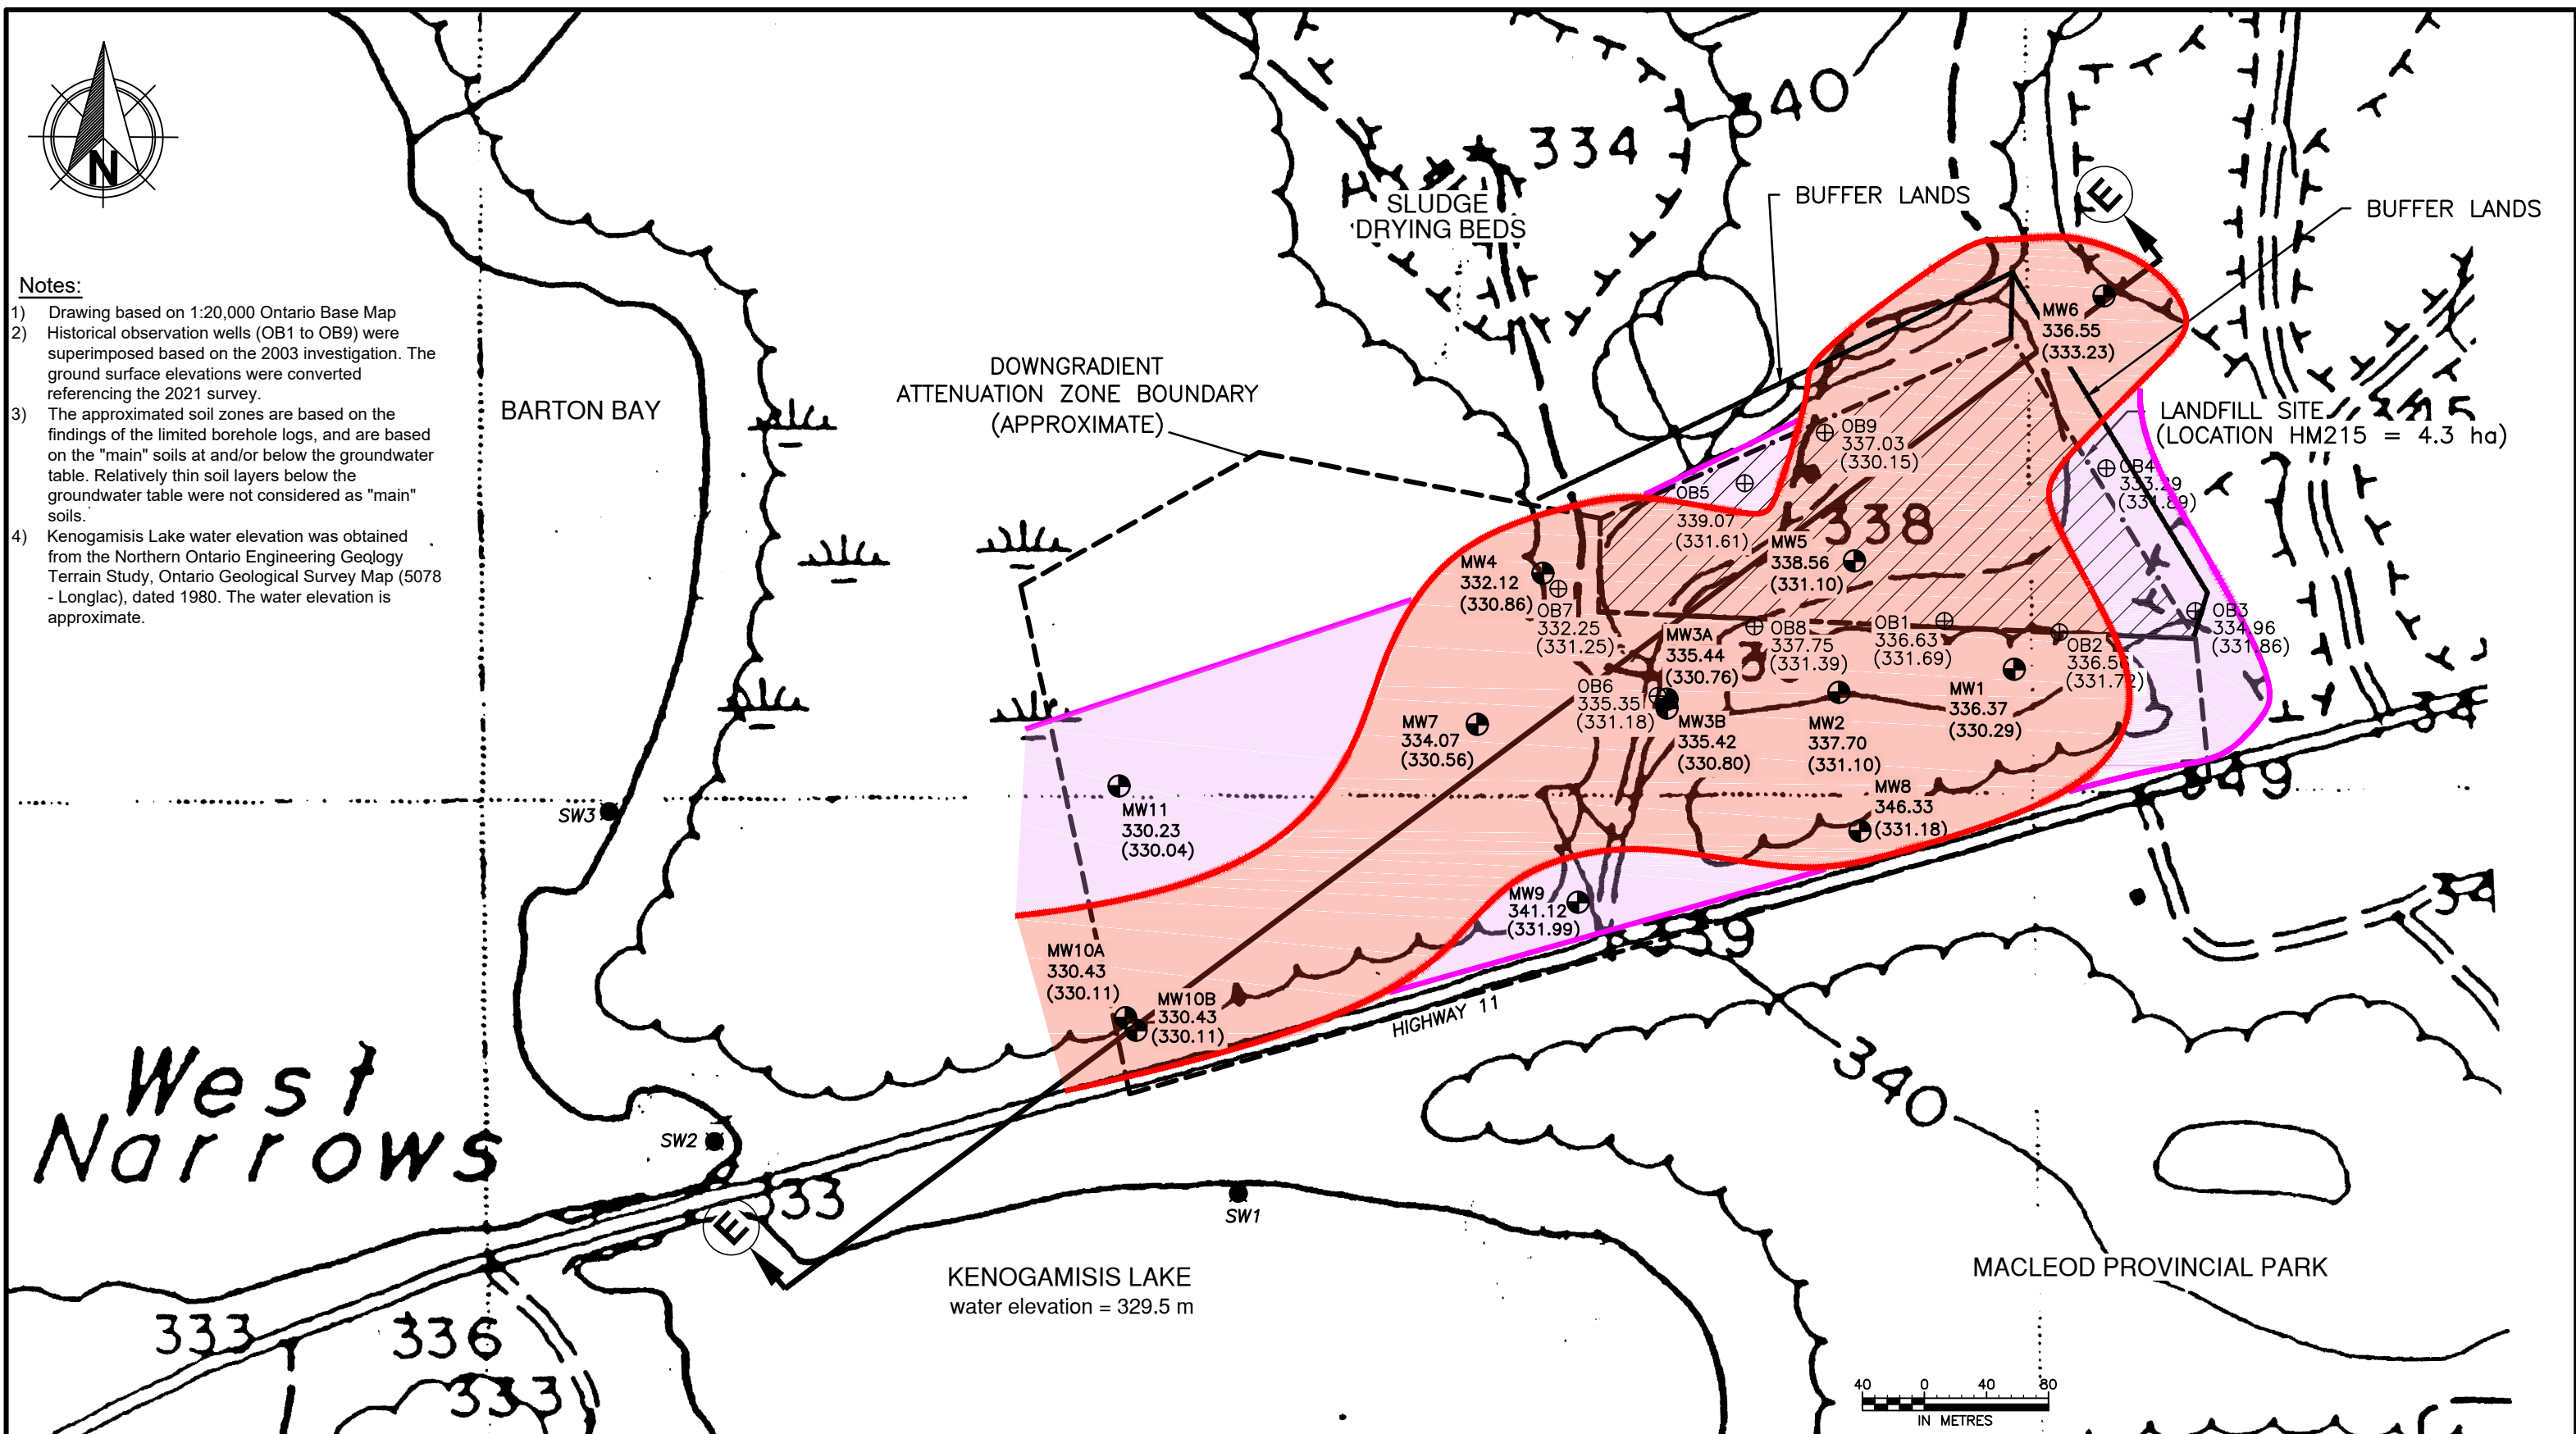 N
Notes:
1) Drawing based on 1:20,000 Ontario Base Map
2) Historical observation wells (OB1 to OB9) were
superimposed based on the 2003 investigation. The
ground surface elevations were converted
referencing the 2021 survey.
3) The approximated soil zones are based on the
findings of the limited borehole logs, and are based
on the "main" soils at and/or below the groundwater
table. Relatively thin soil layers below the
groundwater table were not considered as "main"
soils.
4) Kenogamisis Lake water elevation was obtained
from the Northern Ontario Engineering Geology
Terrain Study, Ontario Geological Survey Map (5078
- Longlac), dated 1980. The water elevation is
approximate.
BARTON BAY
DOWNGRADIENT
ATTENUATION ZONE BOUNDARY
(APPROXIMATE)
334
40
SLUDGE
DRYING BEDS
BUFFER LANDS
BUFFER LANDS
E
LANDFILL SITE
(LOCATION HM215 = 4.3 ha)
MW6
336.55
(333.23)
OB9
337.03
(330.15)
OB4
333.29
(331.89)
OB5
339.07
(331.61)
338
MW5
338.56
(331.10)
MW4
332.12
(330.86)
OB7
332.25
(331.25)
MW3A
335.44
(330.76)
OB8
337.75
(331.39)
OB1
336.63
(331.69)
OB2
336.56
(331.72)
OB3
334.96
(331.86)
OB6
335.35
(331.18)
MW3B
335.42
(330.80)
MW2
337.70
(331.10)
MW1
336.37
(330.29)
MW7
334.07
(330.56)
MW8
346.33
(331.18)
MW11
330.23
(330.04)
MW9
341.12
(331.99)
MW10A
330.43
(330.11)
MW10B
330.43
(330.11)
349
339
34
HIGHWAY 11
340
SW3
SW2
SW1
West
Narrows
E
33
KENOGAMISIS LAKE
water elevation = 329.5 m
MACLEOD PROVINCIAL PARK
333
336
333
40 0 40 80
IN METRES